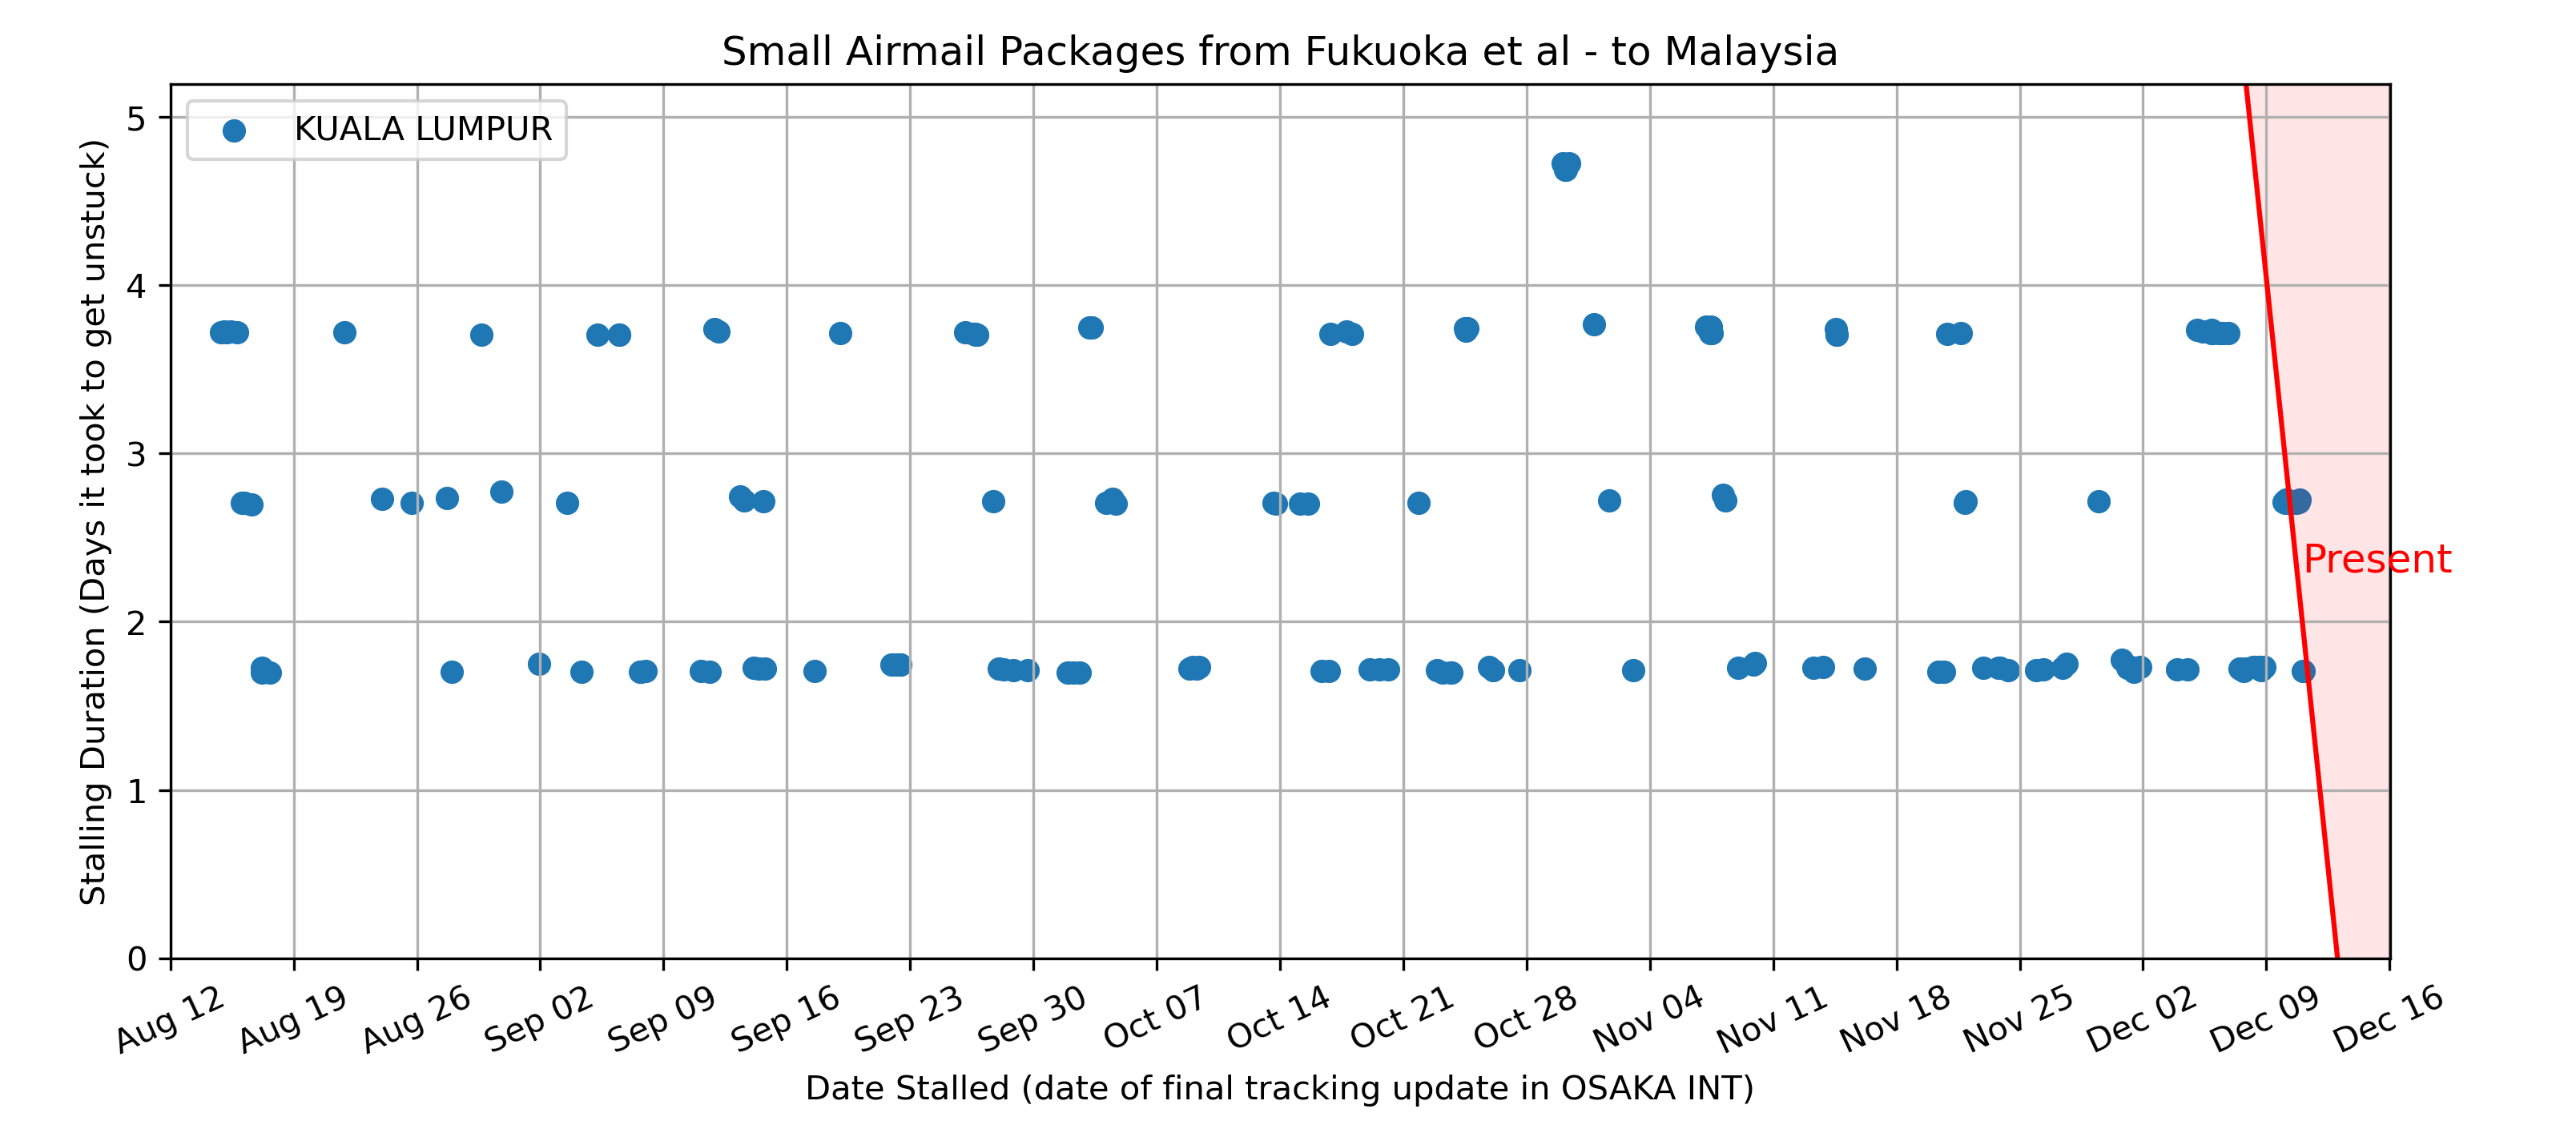 Small Airmail Packages from Fukuoka et al - to Malaysia
KUALA LUMPUR
Stalling Duration (Days it took to get unstuck)
5
4
3
2
1
0
Present
Aug 12
Aug 19
Aug 26
Sep 02
Sep 09
Sep 16
Sep 23
Sep 30
Oct 07
Oct 14
Oct 21
Oct 28
Nov 04
Nov 11
Nov 18
Nov 25
Dec 02
Dec 09
Dec 16
Date Stalled (date of final tracking update in OSAKA INT)